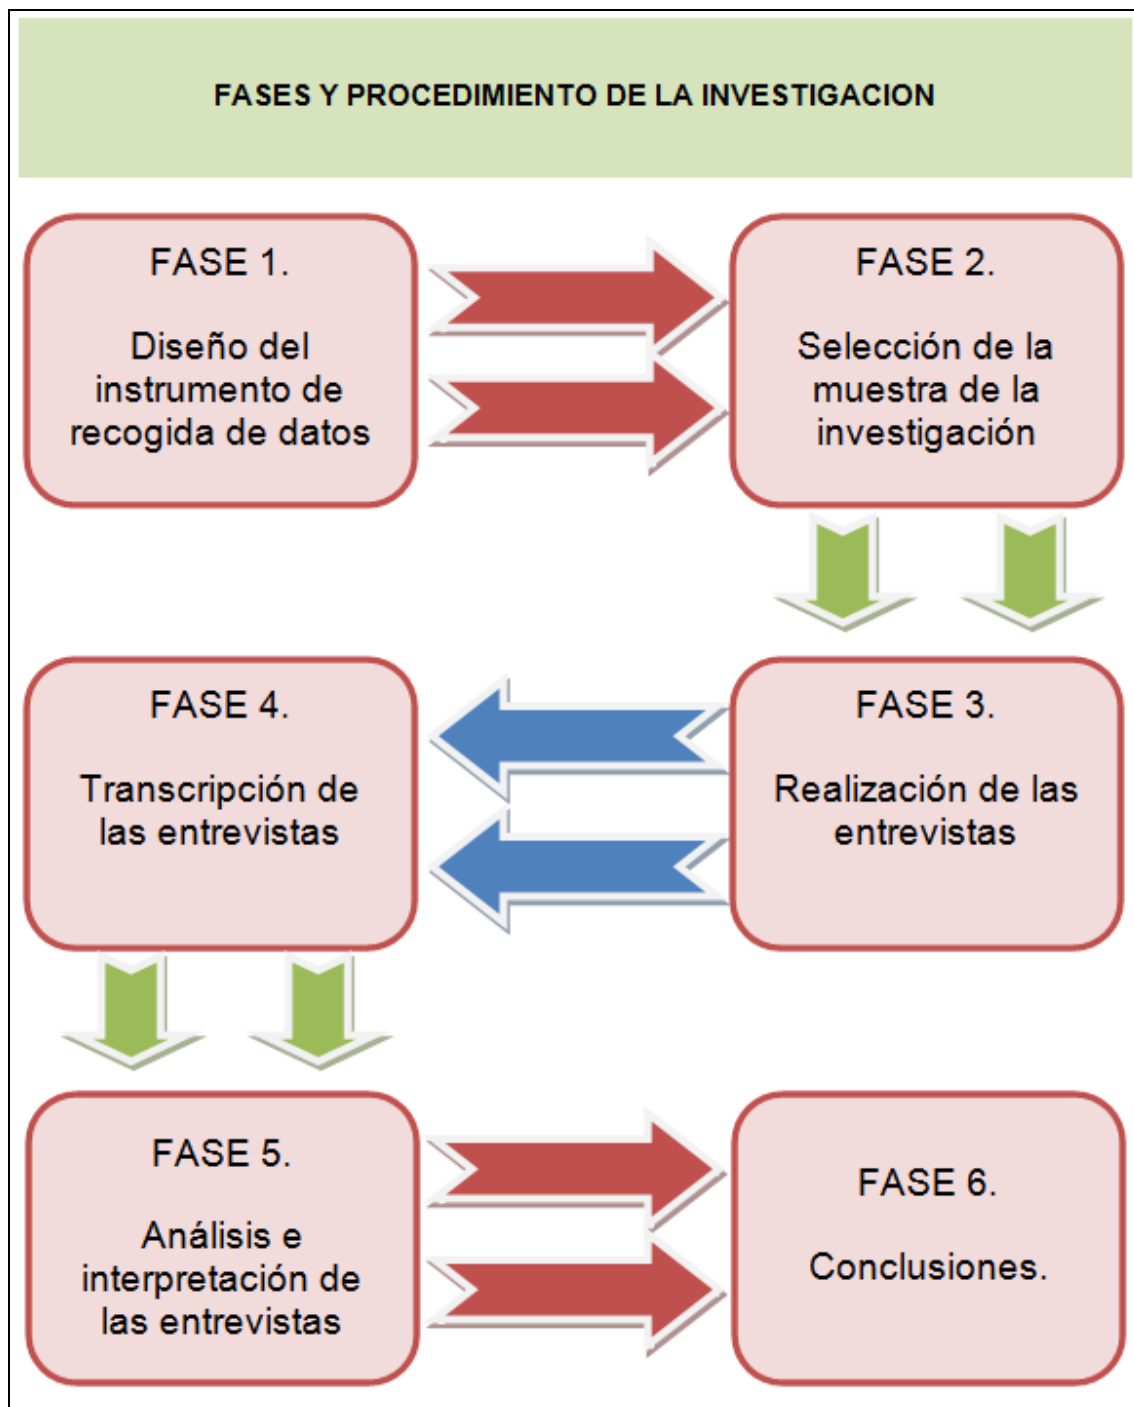 FASES Y PROCEDIMIENTO DE LA INVESTIGACION
FASE 1.
Diseño del
instrumento de
recogida de datos
FASE 2.
Selección de la
muestra de la
investigación
FASE 3.
Realización de las
entrevistas
FASE 4.
Transcripción de
las entrevistas
FASE 5.
Análisis e
interpretación de
las entrevistas
FASE 6.
Conclusiones.